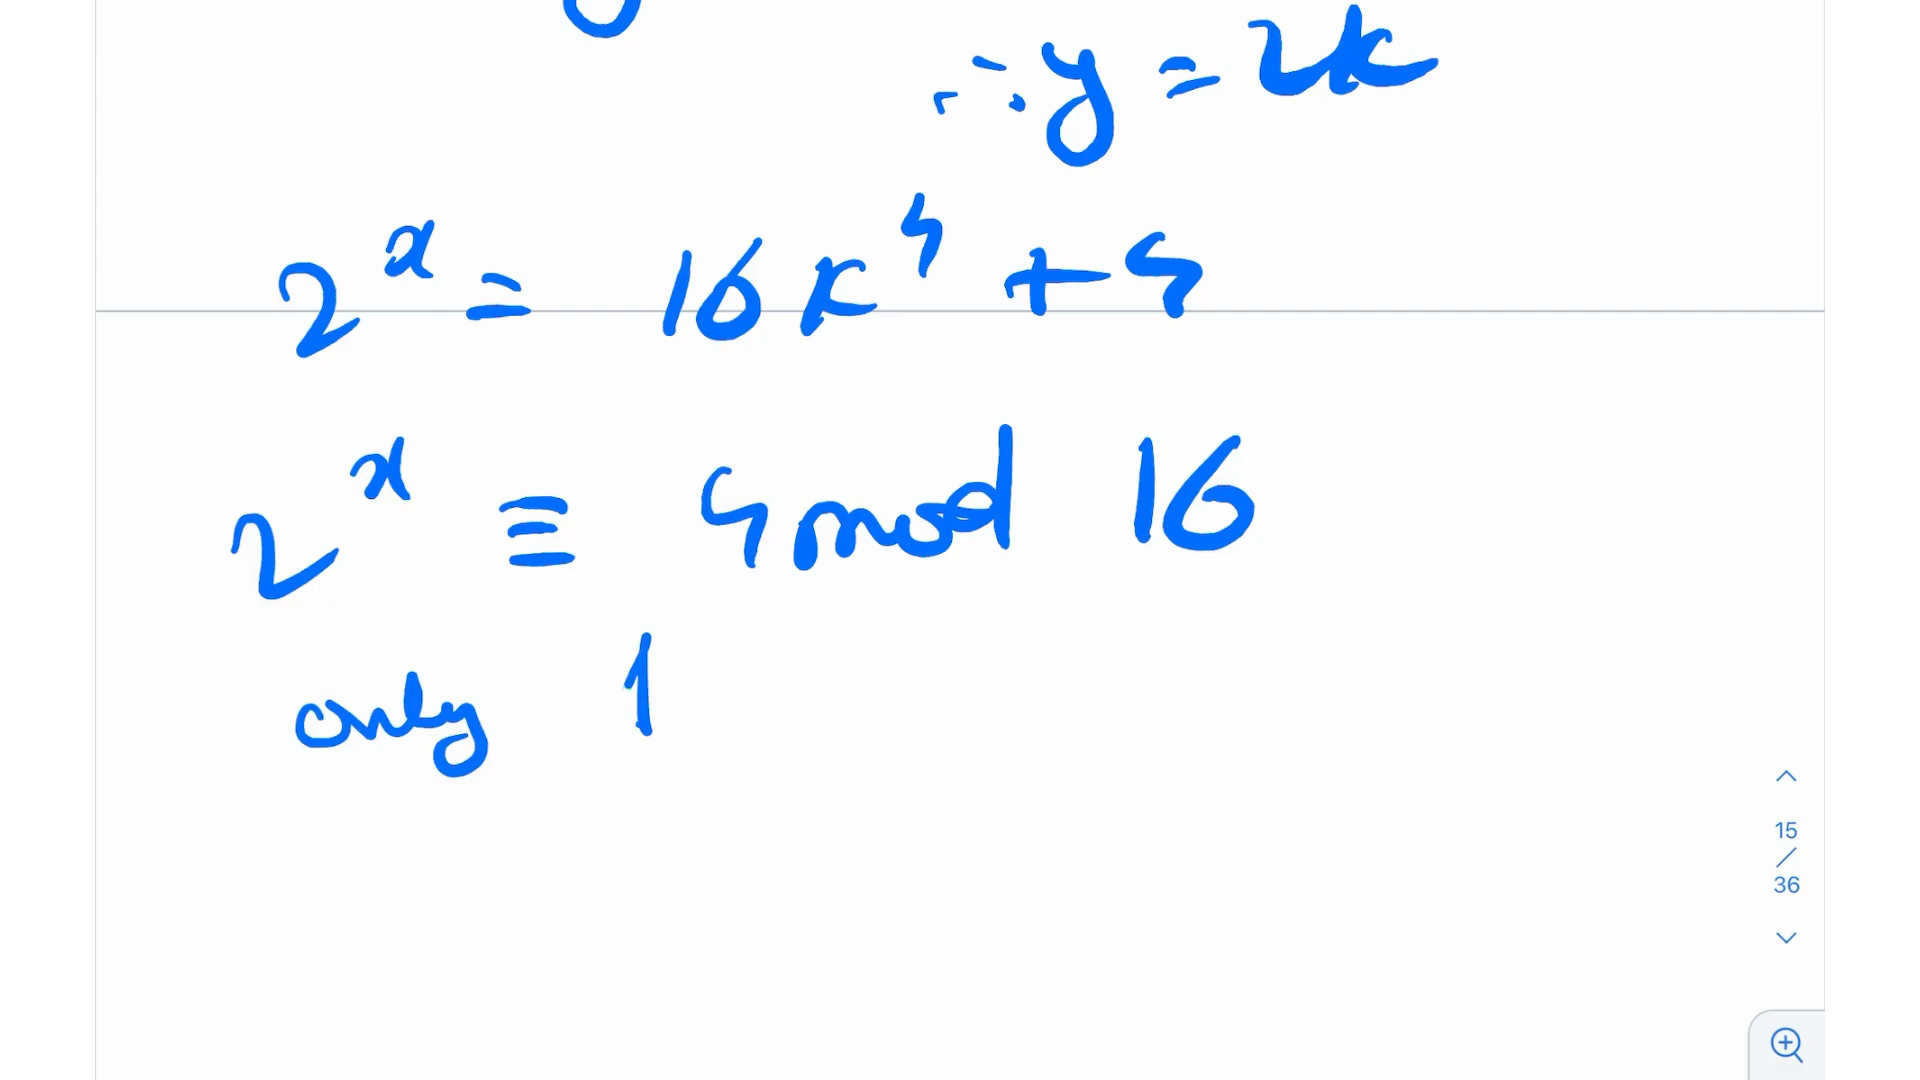 ∴ y = 2k
2^x = 16k^4 + 4
2^x ≡ 4 mod 16
only 1
15
/
36